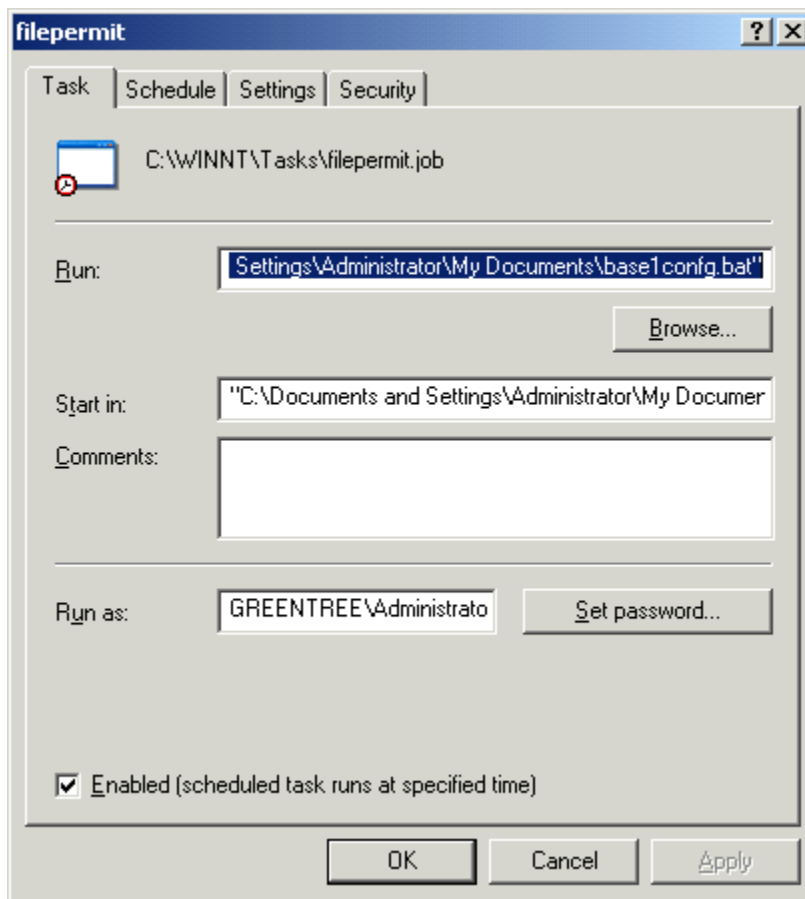 filepermit
Task Schedule Settings Security
C:\WINNT\Tasks\filepermit.job
Run: Settings\Administrator\My Documents\base1confg.bat"
Browse...
Start in: "C:\Documents and Settings\Administrator\My Documer
Comments:
Run as: GREENTREE\Administrato Set password...
Enabled (scheduled task runs at specified time)
OK Cancel Apply